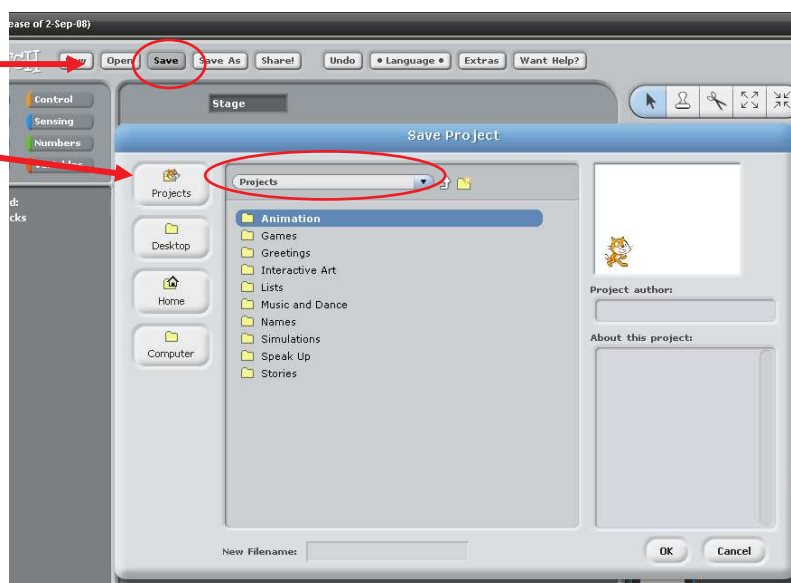 ease of 2-Sep-08)
Open Save Save As Share! Undo • Language • Extras Want Help?
Control
Sensing
Numbers
Stage
d:
cks
Save Project
Projects
Desktop
Home
Computer
Projects
Animation
Games
Greetings
Interactive Art
Lists
Music and Dance
Names
Simulations
Speak Up
Stories
Project author:
About this project:
New Filename:
OK Cancel